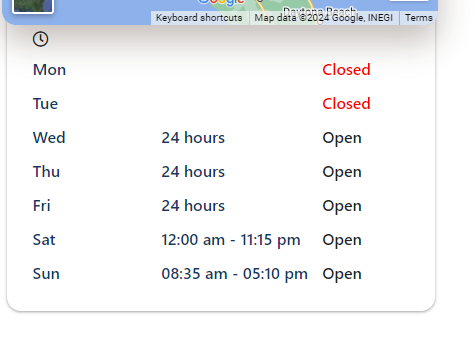 Google
Daytona Beach
Keyboard shortcuts Map data ©2024 Google, INEGI Terms
Mon Closed
Tue Closed
Wed 24 hours Open
Thu 24 hours Open
Fri 24 hours Open
Sat 12:00 am - 11:15 pm Open
Sun 08:35 am - 05:10 pm Open